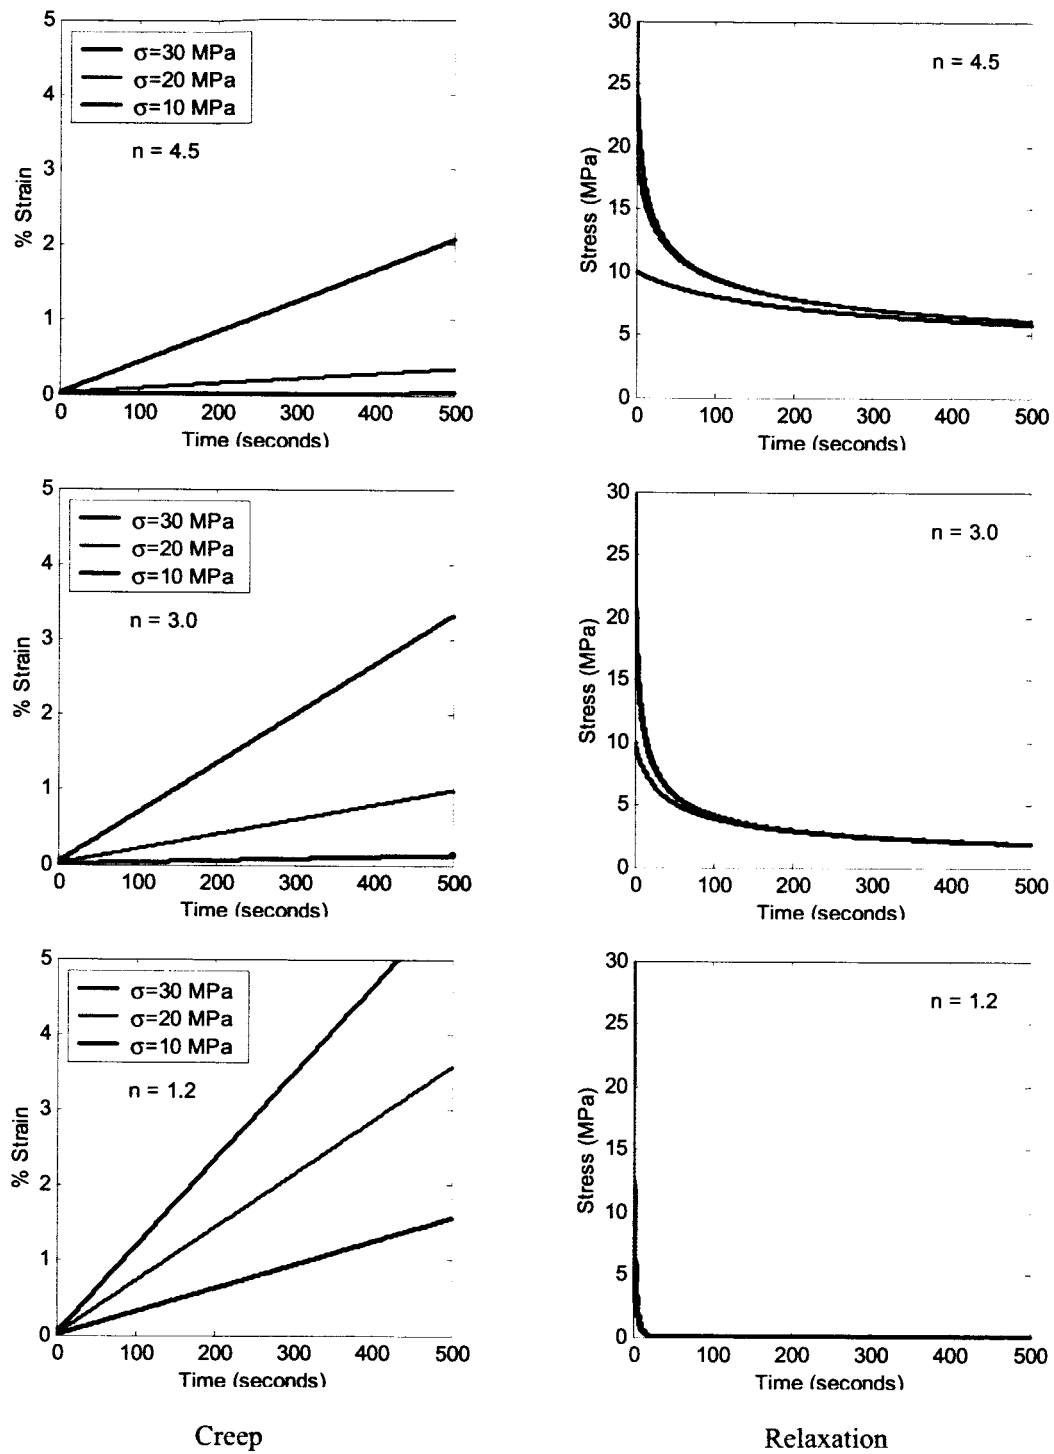 5
4
3
2
1
0
% Strain
σ=30 MPa
σ=20 MPa
σ=10 MPa
n = 4.5
0 100 200 300 400 500
Time (seconds)
30
25
20
15
10
5
0
Stress (MPa)
n = 4.5
0 100 200 300 400 500
Time (seconds)
5
4
3
2
1
0
% Strain
σ=30 MPa
σ=20 MPa
σ=10 MPa
n = 3.0
0 100 200 300 400 500
Time (seconds)
30
25
20
15
10
5
0
Stress (MPa)
n = 3.0
0 100 200 300 400 500
Time (seconds)
5
4
3
2
1
0
% Strain
σ=30 MPa
σ=20 MPa
σ=10 MPa
n = 1.2
0 100 200 300 400 500
Time (seconds)
30
25
20
15
10
5
0
Stress (MPa)
n = 1.2
0 100 200 300 400 500
Time (seconds)
Creep
Relaxation